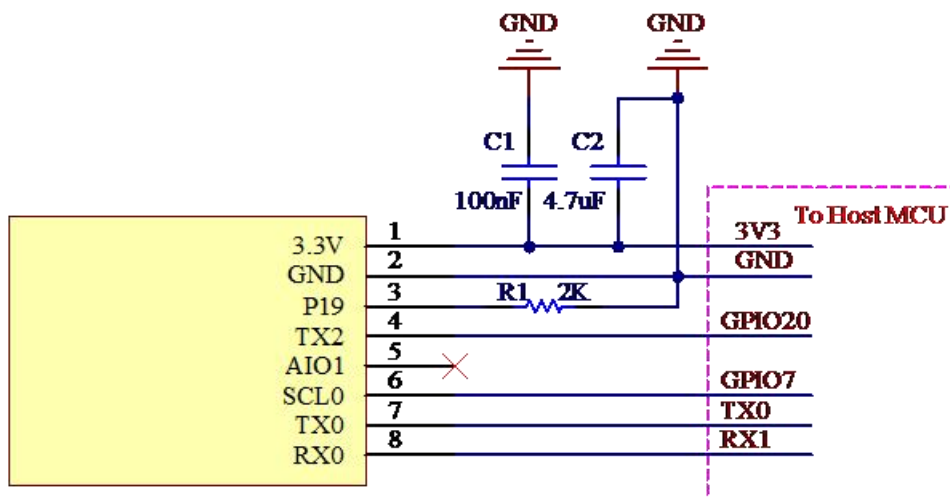 GND GND
C1 C2
100nF 4.7uF
To Host MCU
3.3V 1 3V3
GND 2 GND
P19 3 R1 2K
TX2 4 GPIO20
AIO1 5
SCL0 6 GPIO7
TX0 7 TX0
RX0 8 RX1